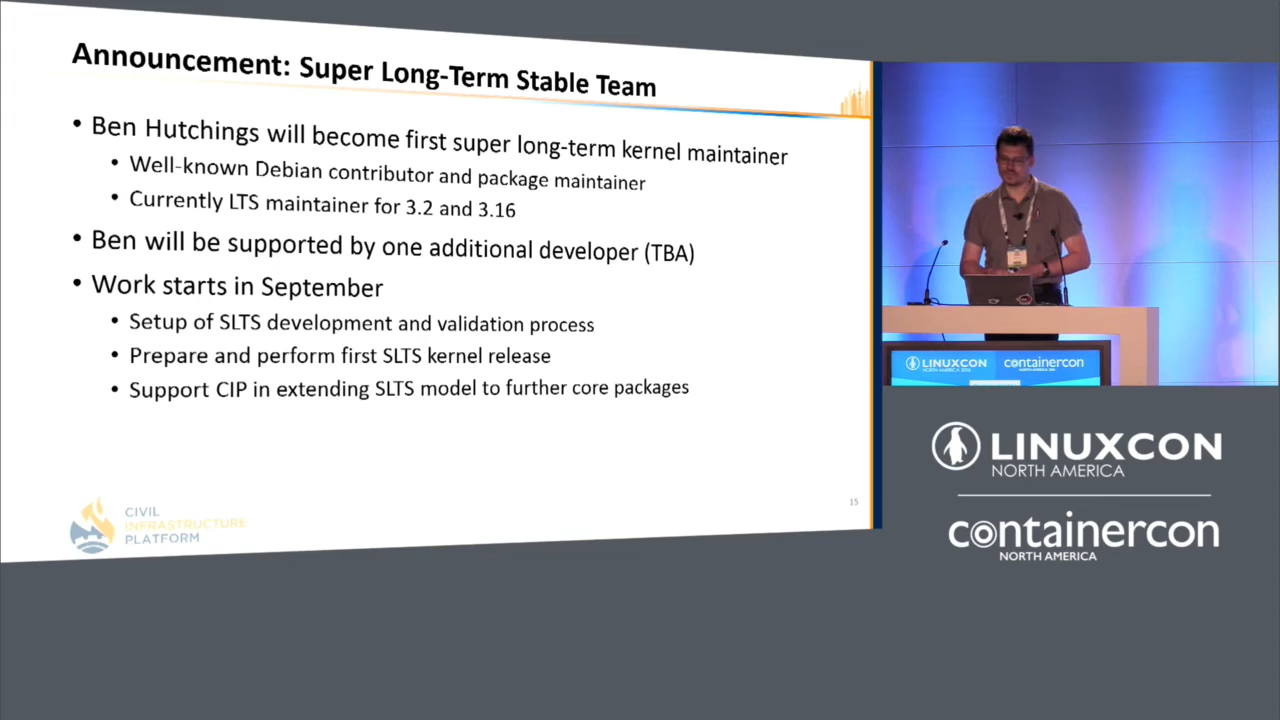 Announcement: Super Long-Term Stable Team
• Ben Hutchings will become first super long-term kernel maintainer
• Well-known Debian contributor and package maintainer
• Currently LTS maintainer for 3.2 and 3.16
• Ben will be supported by one additional developer (TBA)
• Work starts in September
• Setup of SLTS development and validation process
• Prepare and perform first SLTS kernel release
• Support CIP in extending SLTS model to further core packages
CIVIL
INFRASTRUCTURE
PLATFORM
15
LINUXCON
containercon
LINUXCON
NORTH AMERICA
containercon
NORTH AMERICA